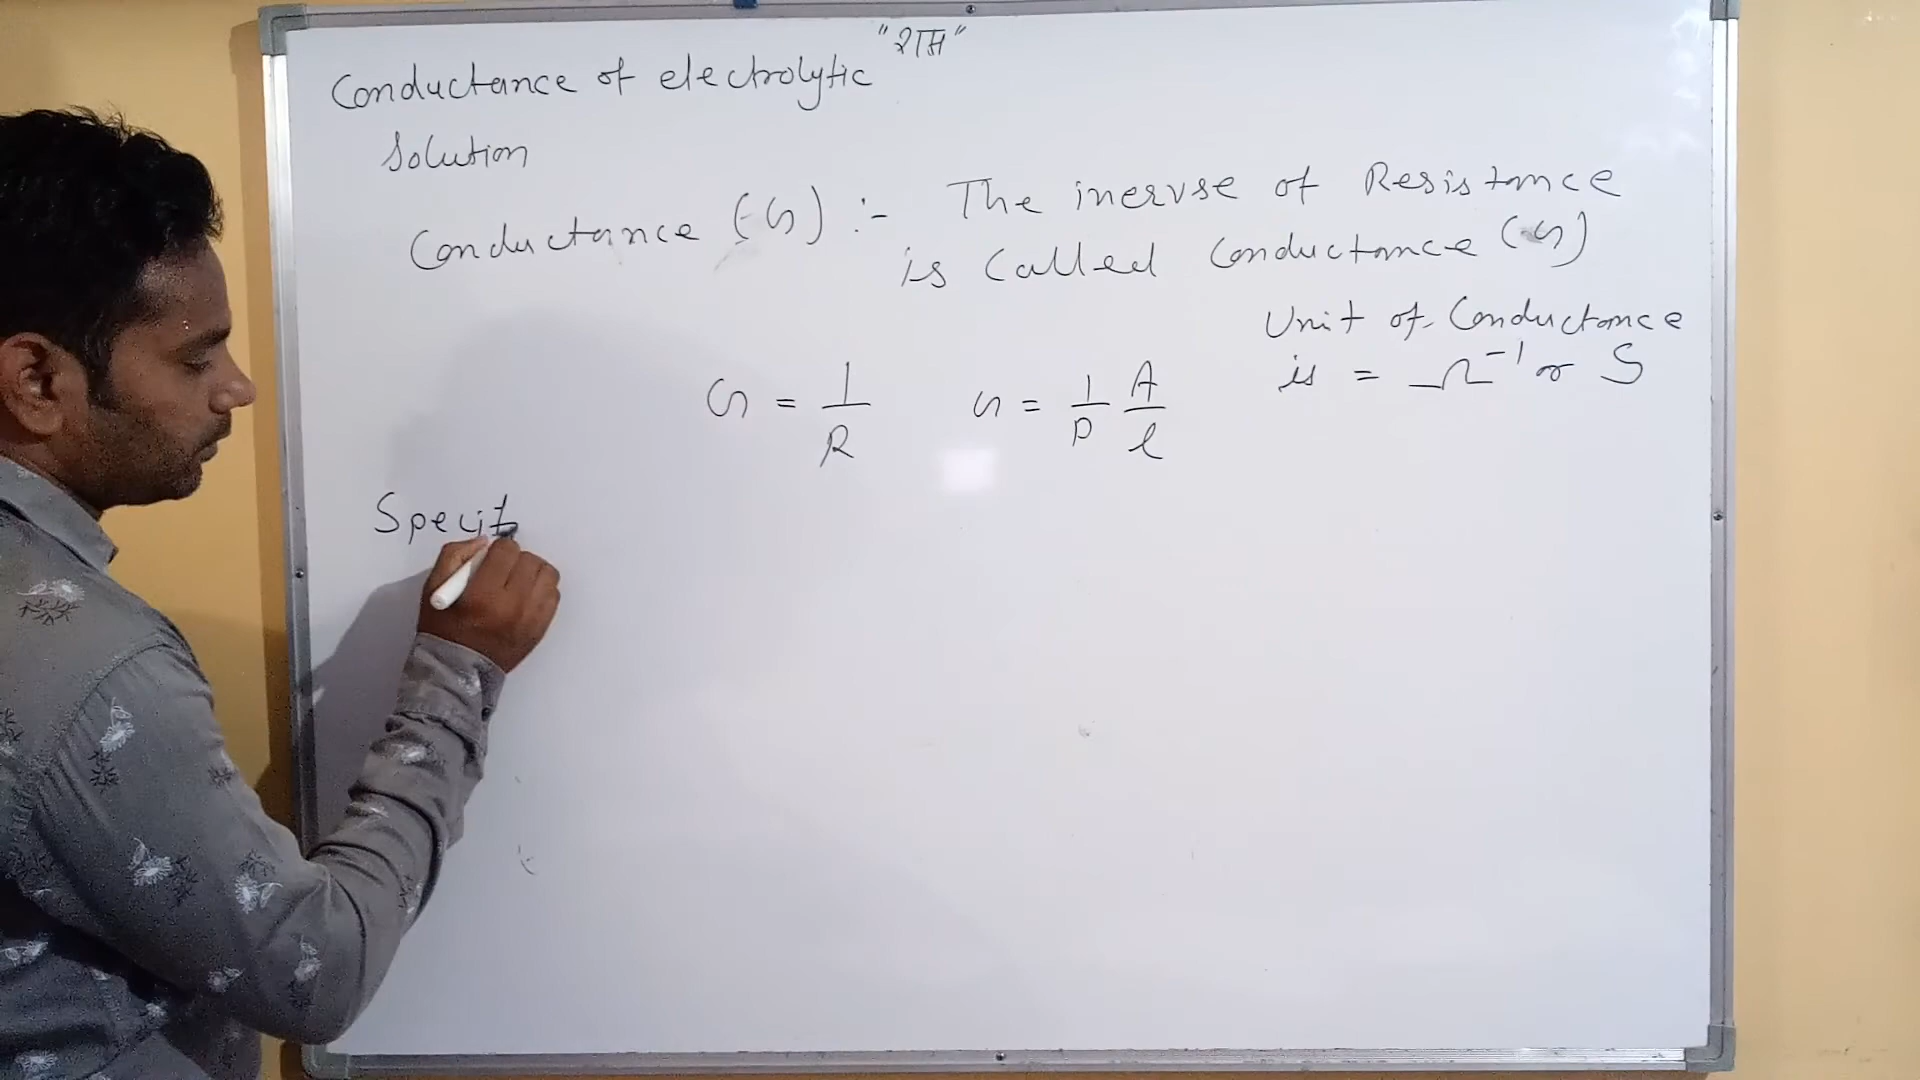 "राम"
Conductance of electrolytic
Solution
Conductance (G) :- The inervse of Resistance
is called Conductance (G)
Unit of Conductance
is = Ω⁻¹ or S
G = 1/R G = 1/ρ A/l
Specif